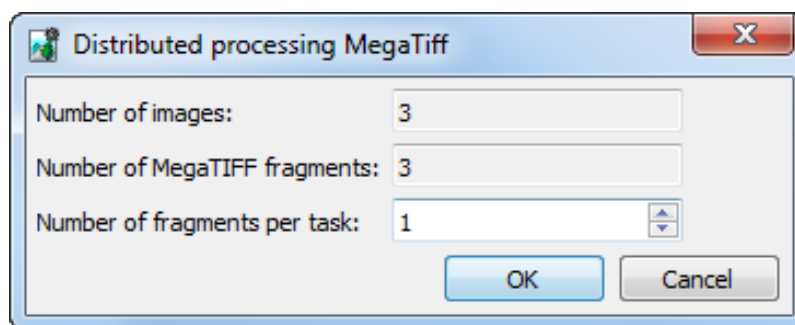 Distributed processing MegaTiff
Number of images: 3
Number of MegaTIFF fragments: 3
Number of fragments per task: 1
OK Cancel